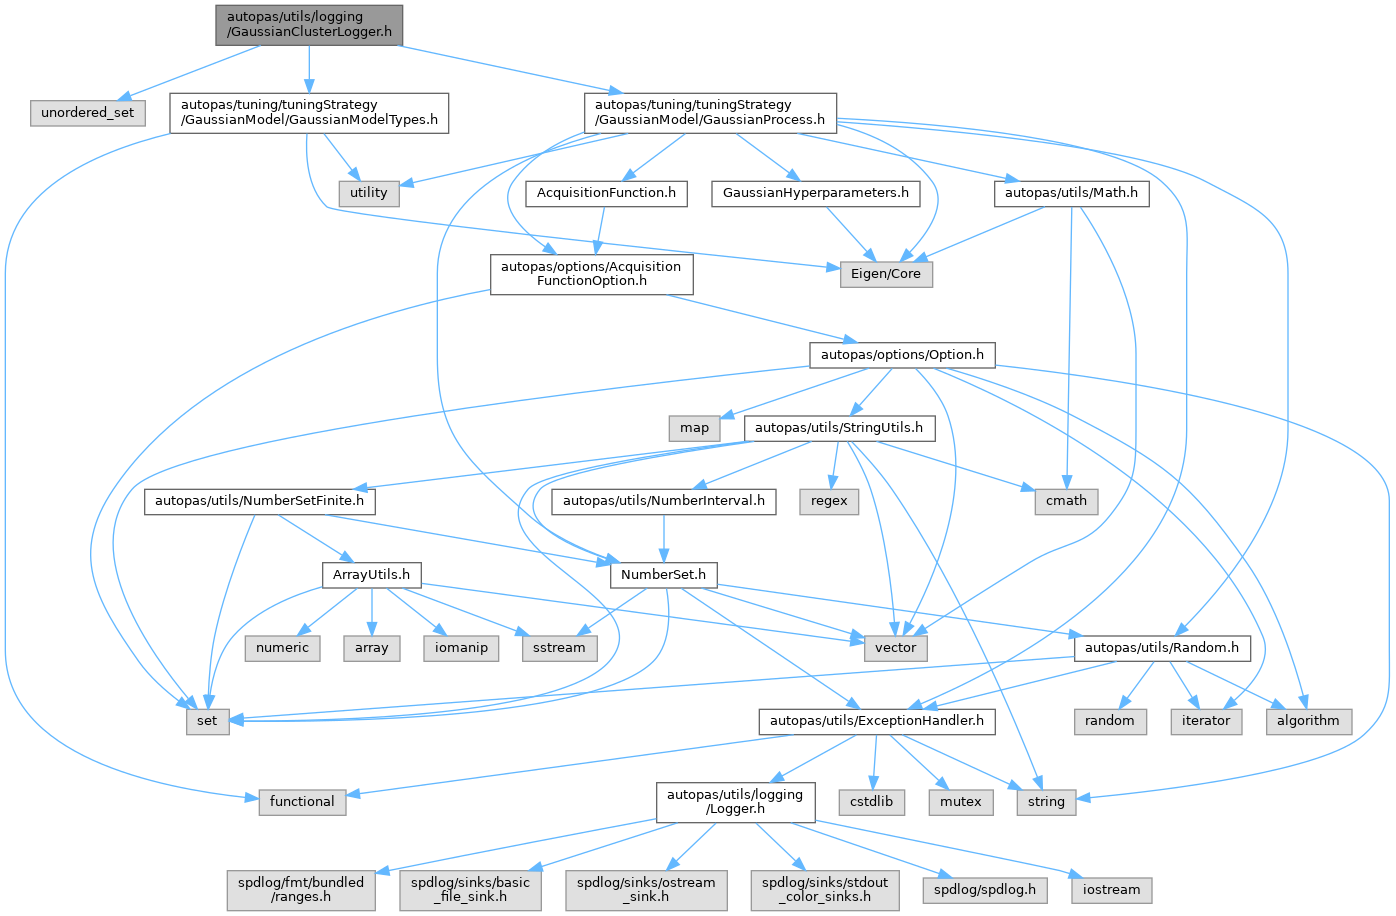 autopas/utils/logging
/GaussianClusterLogger.h
unordered_set
autopas/tuning/tuningStrategy
/GaussianModel/GaussianModelTypes.h
autopas/tuning/tuningStrategy
/GaussianModel/GaussianProcess.h
utility
AcquisitionFunction.h
GaussianHyperparameters.h
autopas/utils/Math.h
autopas/options/Acquisition
FunctionOption.h
Eigen/Core
autopas/options/Option.h
map
autopas/utils/StringUtils.h
autopas/utils/NumberSetFinite.h
autopas/utils/NumberInterval.h
regex
cmath
ArrayUtils.h
NumberSet.h
numeric
array
iomanip
sstream
vector
autopas/utils/Random.h
set
autopas/utils/ExceptionHandler.h
random
iterator
algorithm
functional
autopas/utils/logging
/Logger.h
cstdlib
mutex
string
spdlog/fmt/bundled
/ranges.h
spdlog/sinks/basic
_file_sink.h
spdlog/sinks/ostream
_sink.h
spdlog/sinks/stdout
_color_sinks.h
spdlog/spdlog.h
iostream